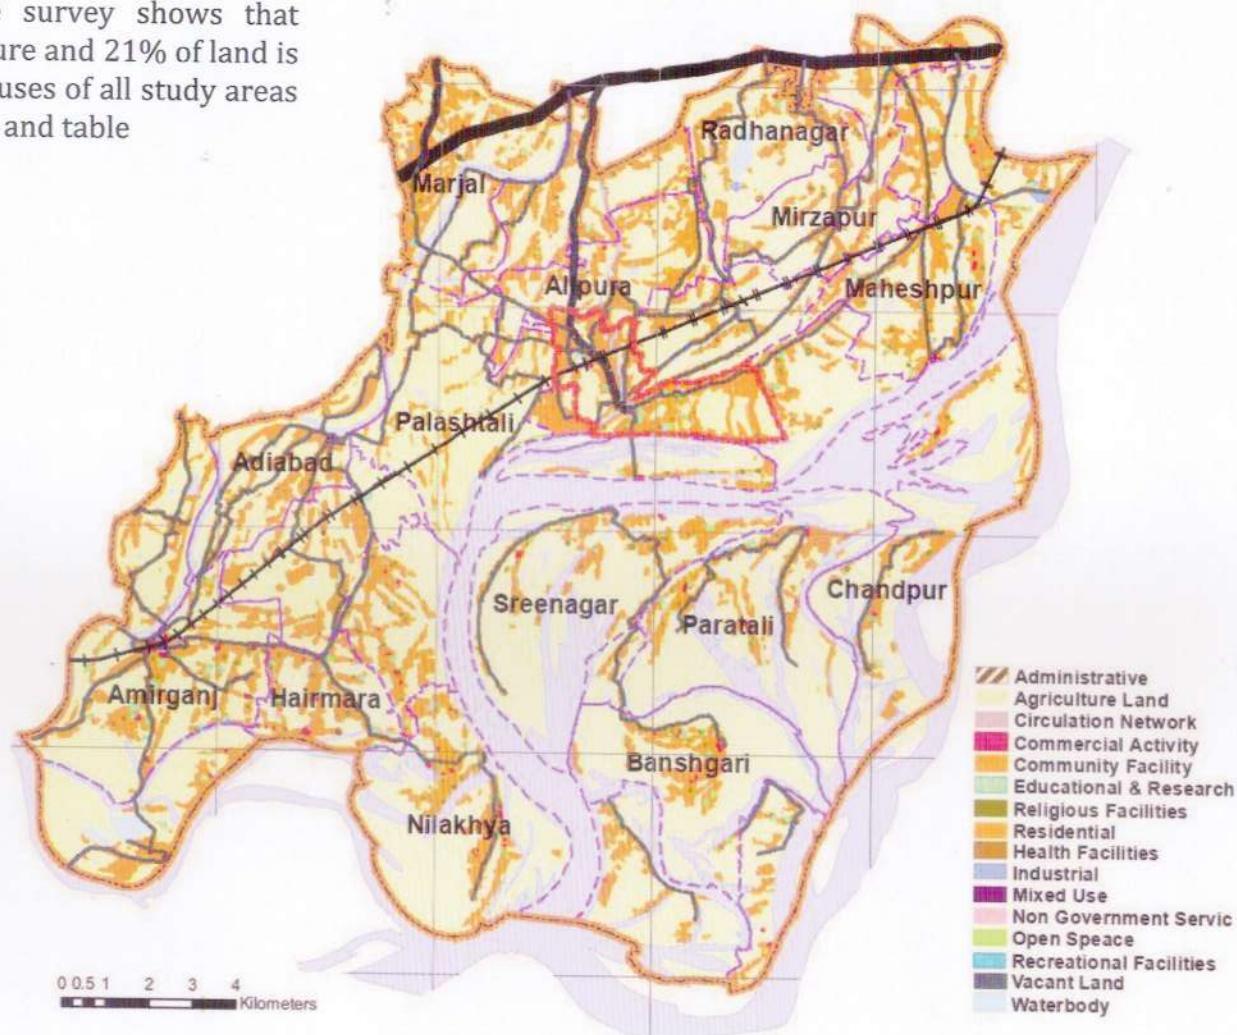 survey shows that
ure and 21% of land is
uses of all study areas
and table
Radhanagar
Marjal
Mirzapur
Alipura
Maheshpur
Palashtali
Adiabad
Sreenagar
Chandpur
Paratali
Amirganj
Hairmara
Banshgari
Nilakhya
Administrative
Agriculture Land
Circulation Network
Commercial Activity
Community Facility
Educational & Research
Religious Facilities
Residential
Health Facilities
Industrial
Mixed Use
Non Government Servic
Open Speace
Recreational Facilities
Vacant Land
Waterbody
0 0.5 1 2 3 4
Kilometers